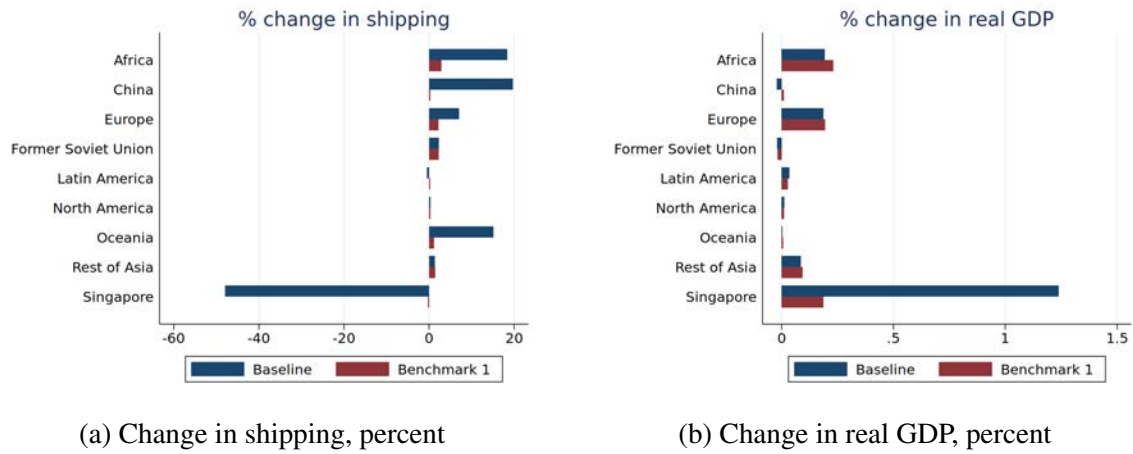 % change in shipping
Africa
China
Europe
Former Soviet Union
Latin America
North America
Oceania
Rest of Asia
Singapore
-60 -40 -20 0 20
Baseline Benchmark 1
(a) Change in shipping, percent
% change in real GDP
Africa
China
Europe
Former Soviet Union
Latin America
North America
Oceania
Rest of Asia
Singapore
0 .5 1 1.5
Baseline Benchmark 1
(b) Change in real GDP, percent